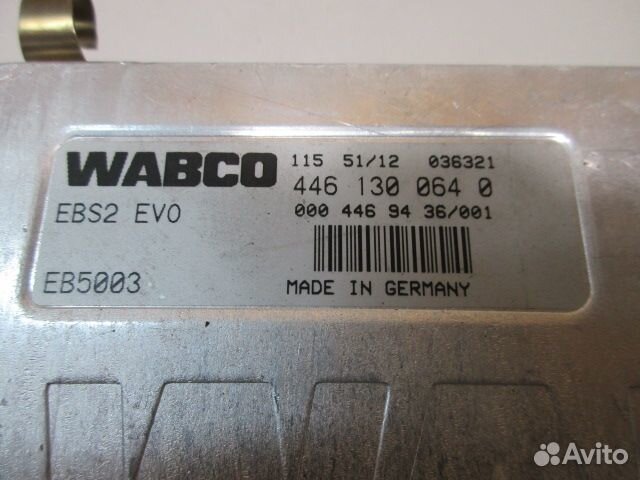 WABCO
115 51/12 036321
446 130 064 0
EBS2 EVO
000 446 94 36/001
EB5003
MADE IN GERMANY
Avito